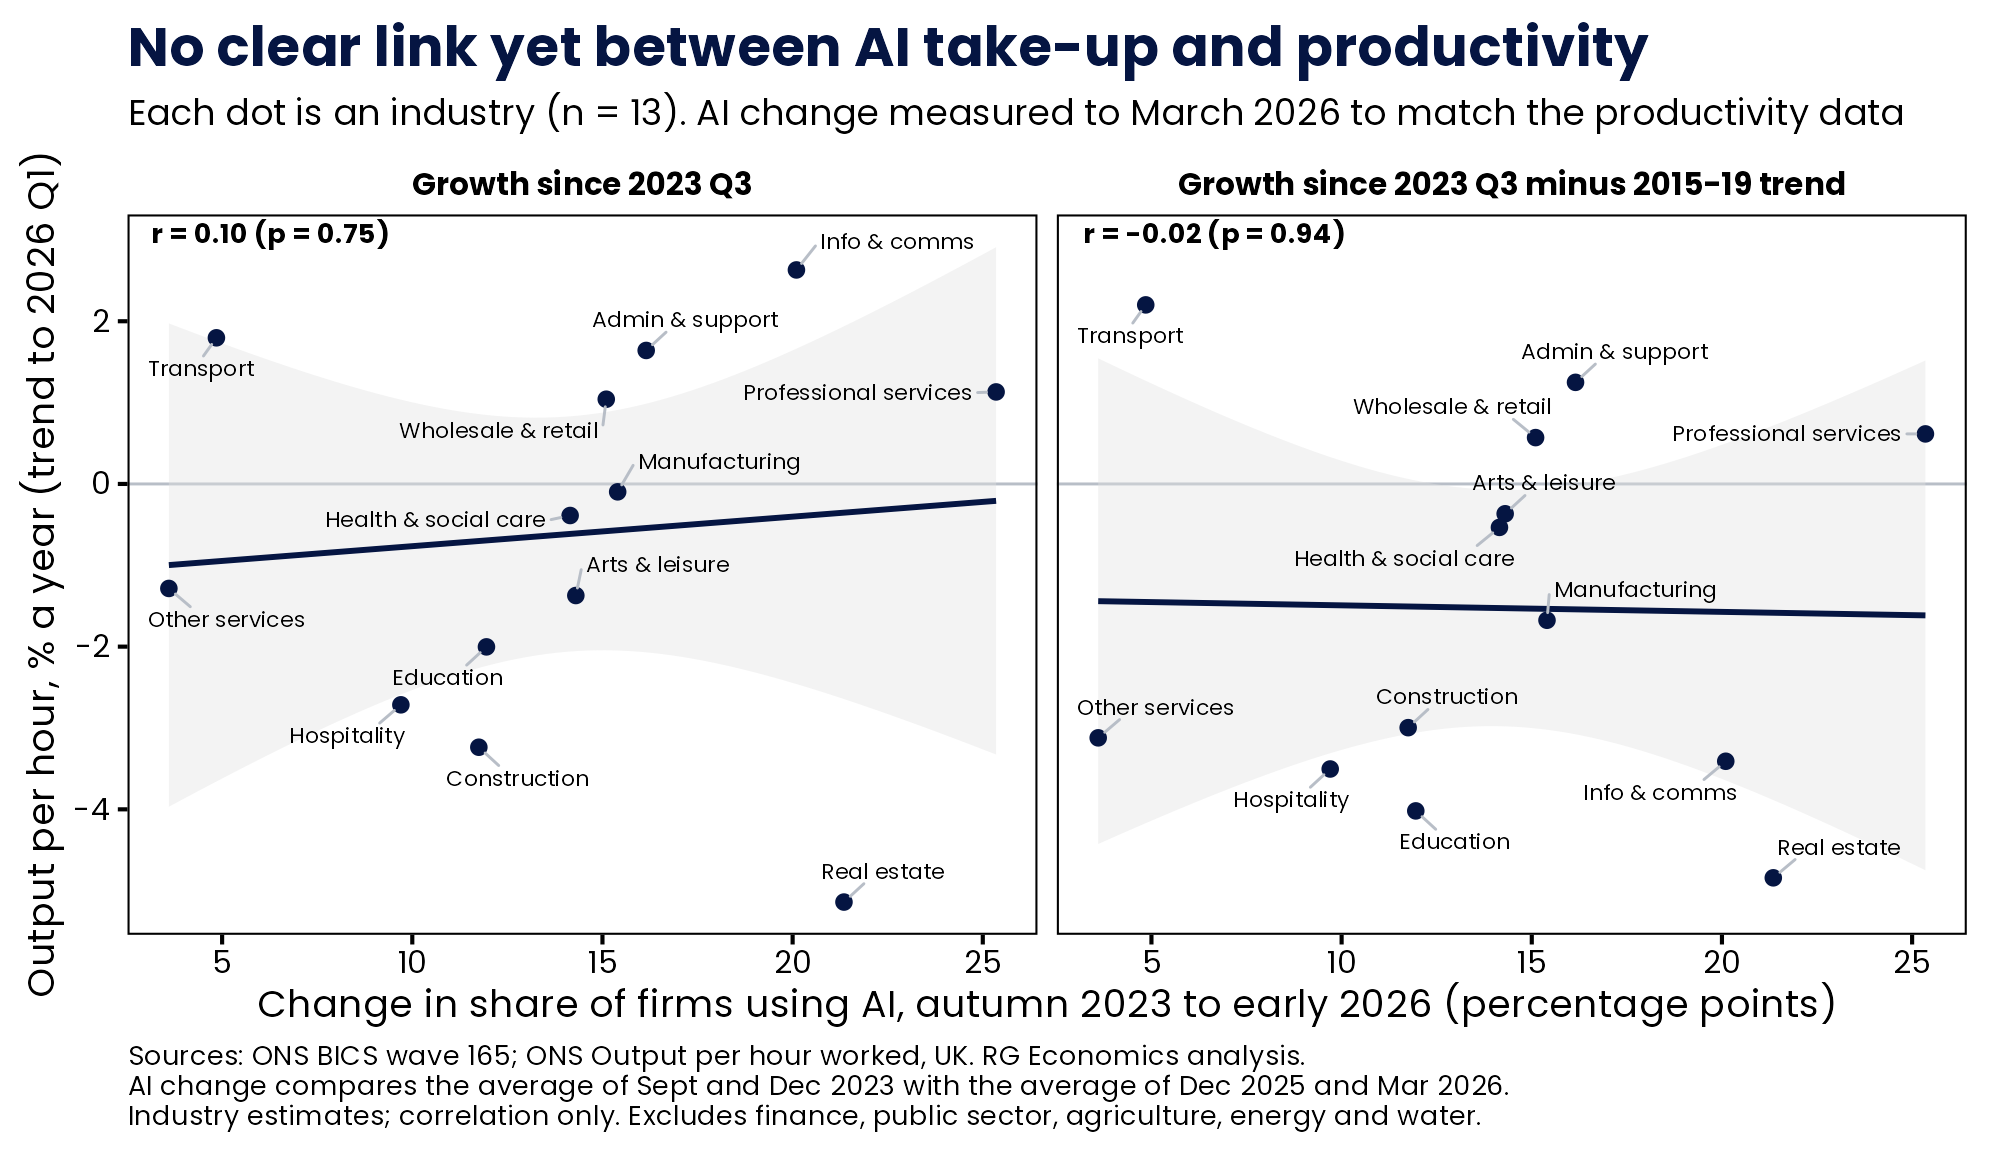 No clear link yet between AI take-up and productivity
Each dot is an industry (n = 13). AI change measured to March 2026 to match the productivity data
Output per hour, % a year (trend to 2026 Q1)
Growth since 2023 Q3
r = 0.10 (p = 0.75)
Info & comms
Admin & support
Transport
Professional services
Wholesale & retail
Manufacturing
Health & social care
Arts & leisure
Other services
Education
Hospitality
Construction
Real estate
2
0
−2
−4
5
10
15
20
25
Growth since 2023 Q3 minus 2015-19 trend
r = -0.02 (p = 0.94)
Transport
Admin & support
Wholesale & retail
Professional services
Arts & leisure
Health & social care
Manufacturing
Construction
Other services
Info & comms
Hospitality
Education
Real estate
5
10
15
20
25
Change in share of firms using AI, autumn 2023 to early 2026 (percentage points)
Sources: ONS BICS wave 165; ONS Output per hour worked, UK. RG Economics analysis.
AI change compares the average of Sept and Dec 2023 with the average of Dec 2025 and Mar 2026.
Industry estimates; correlation only. Excludes finance, public sector, agriculture, energy and water.